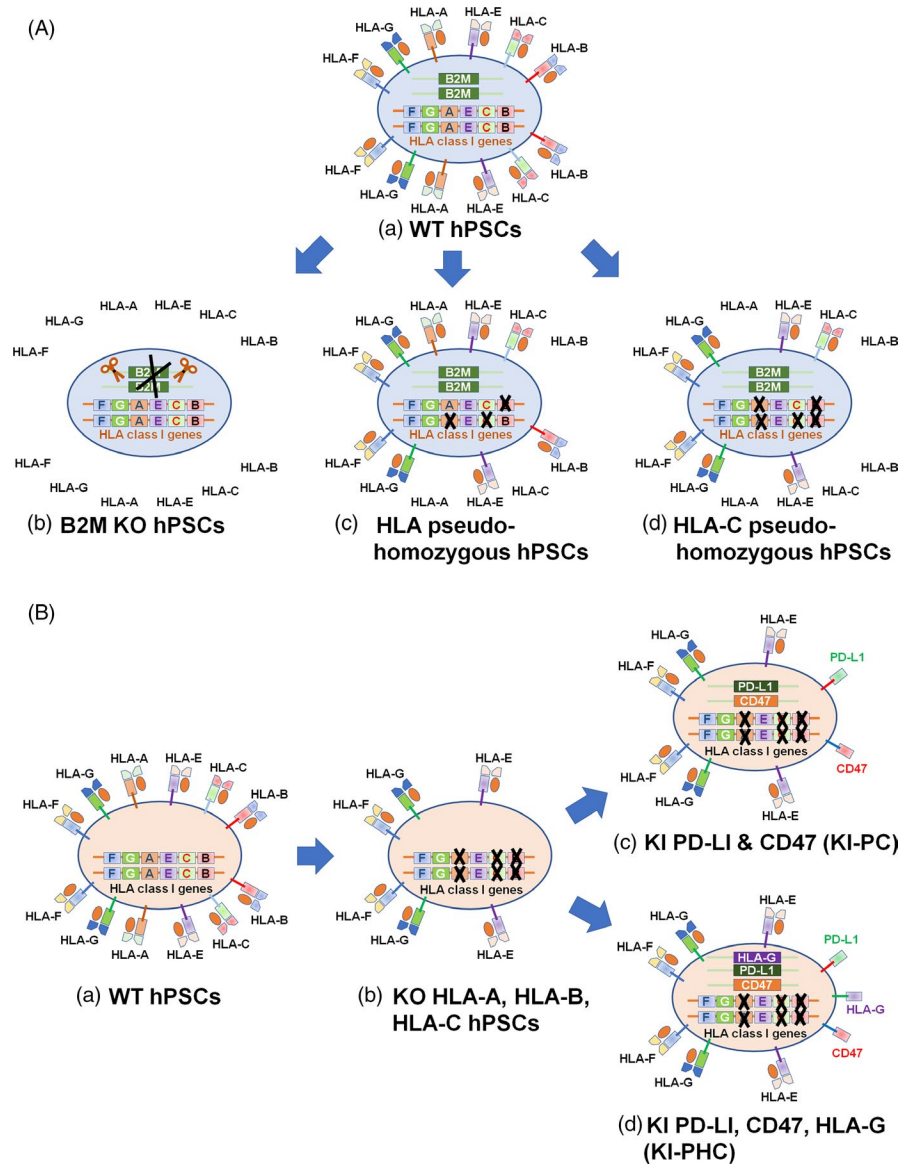 (A)
HLA-G
HLA-A
HLA-E
HLA-C
HLA-F
HLA-B
B2M
B2M
F G A E C B
F G A E C B
HLA class I genes
HLA-F
HLA-B
HLA-G
HLA-C
HLA-A
HLA-E
(a) WT hPSCs
HLA-A
HLA-E
HLA-G
HLA-C
HLA-F
HLA-B
F G A E C B
F G A E C B
HLA class I genes
HLA-F
HLA-B
HLA-G
HLA-C
HLA-A
HLA-E
(b) B2M KO hPSCs
HLA-A
HLA-E
HLA-G
HLA-C
HLA-F
HLA-B
B2M
B2M
F G A E C
F G E B
HLA class I genes
HLA-F
HLA-B
HLA-G
HLA-C
HLA-A
HLA-E
(c) HLA pseudo-
homozygous hPSCs
HLA-A
HLA-E
HLA-G
HLA-C
HLA-F
HLA-B
B2M
B2M
F G E C
F G E
HLA class I genes
HLA-F
HLA-B
HLA-G
HLA-C
HLA-A
HLA-E
(d) HLA-C pseudo-
homozygous hPSCs
(B)
HLA-A
HLA-E
HLA-G
HLA-C
HLA-F
HLA-B
F G A E C B
F G A E C B
HLA class I genes
HLA-F
HLA-B
HLA-G
HLA-C
HLA-A
HLA-E
(a) WT hPSCs
HLA-E
HLA-G
HLA-F
F G E
F G E
HLA class I genes
HLA-F
HLA-G
HLA-E
(b) KO HLA-A, HLA-B,
HLA-C hPSCs
HLA-E
HLA-G
PD-L1
HLA-F
PD-L1
CD47
F G E
F G E
HLA class I genes
HLA-F
CD47
HLA-G
HLA-E
(c) KI PD-LI & CD47 (KI-PC)
HLA-E
HLA-G
PD-L1
HLA-F
HLA-G
PD-L1
CD47
F G E
F G E
HLA-G
HLA class I genes
HLA-F
CD47
HLA-G
HLA-E
(d) KI PD-LI, CD47, HLA-G
(KI-PHC)